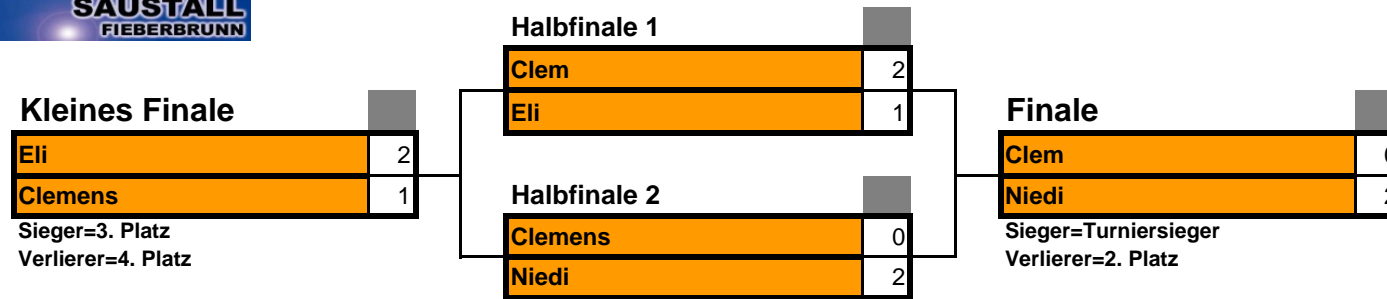 SAUSTALL
FIEBERBRUNN
Kleines Finale
Eli 2
Clemens 1
Sieger=3. Platz
Verlierer=4. Platz
Halbfinale 1
Clem 2
Eli 1
Halbfinale 2
Clemens 0
Niedi 2
Finale
Clem
Niedi
Sieger=Turniersieger
Verlierer=2. Platz